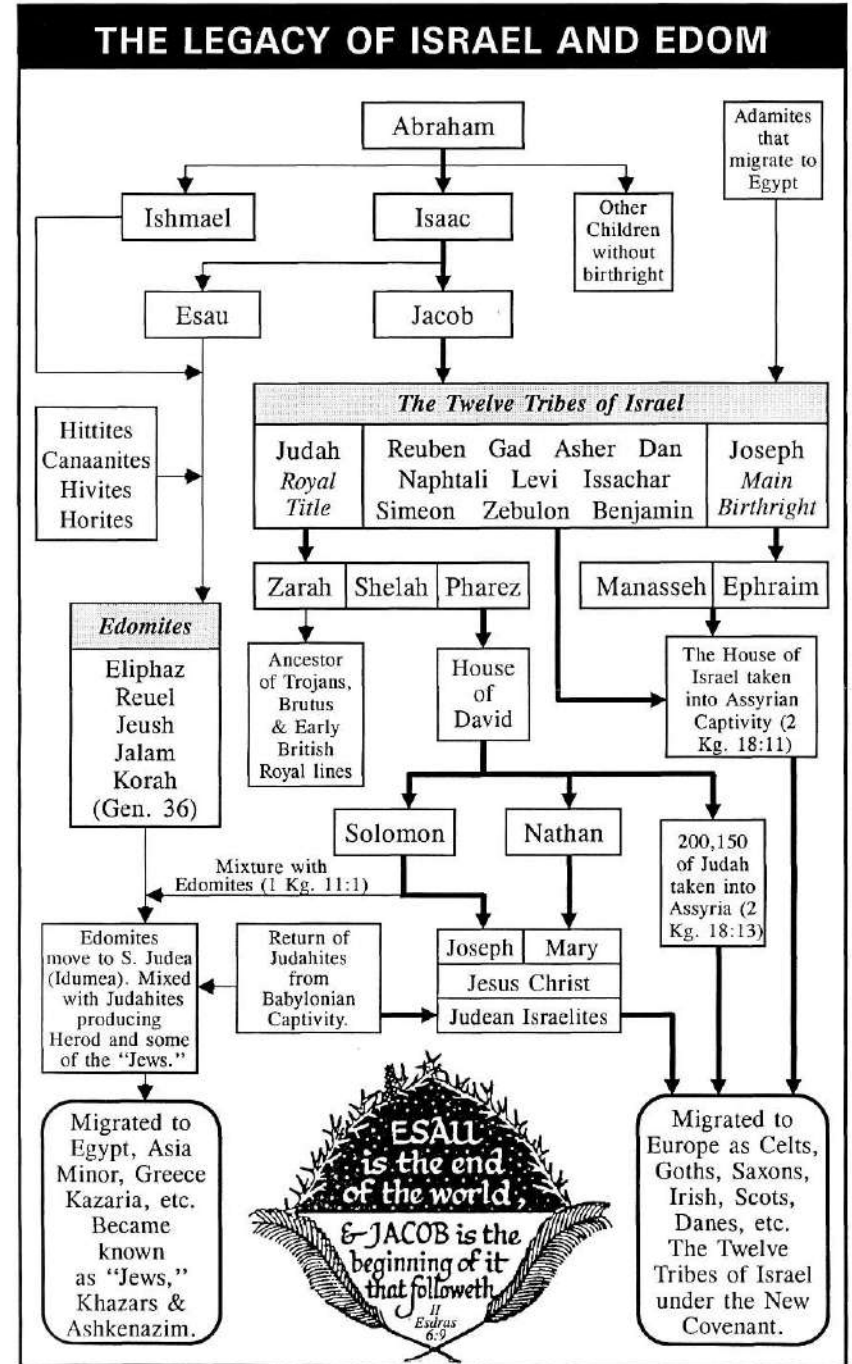 THE LEGACY OF ISRAEL AND EDOM
Abraham
Adamites
that
migrate to
Egypt
Ishmael
Isaac
Other
Children
without
birthright
Esau
Jacob
The Twelve Tribes of Israel
Judah
Royal
Title
Reuben Gad Asher Dan
Naphtali Levi Issachar
Simeon Zebulon Benjamin
Joseph
Main
Birthright
Hittites
Canaanites
Hivites
Horites
Zarah
Shelah
Pharez
Manasseh
Ephraim
Edomites
Eliphaz
Reuel
Jeush
Jalam
Korah
(Gen. 36)
Ancestor
of Trojans,
Brutus
& Early
British
Royal lines
House
of
David
The House of
Israel taken
into Assyrian
Captivity (2
Kg. 18:11)
Solomon
Nathan
200,150
of Judah
taken into
Assyria (2
Kg. 18:13)
Mixture with
Edomites (1 Kg. 11:1)
Edomites
move to S. Judea
(Idumea). Mixed
with Judahites
producing
Herod and some
of the "Jews."
Return of
Judahites
from
Babylonian
Captivity.
Joseph
Mary
Jesus Christ
Judean Israelites
Migrated to
Egypt, Asia
Minor, Greece
Kazaria, etc.
Became
known
as "Jews,"
Khazars &
Ashkenazim.
ESAU
is the end
of the world,
& JACOB is the
beginning of it
that followeth
II
Esdras
6:9
Migrated to
Europe as Celts,
Goths, Saxons,
Irish, Scots,
Danes, etc.
The Twelve
Tribes of Israel
under the New
Covenant.